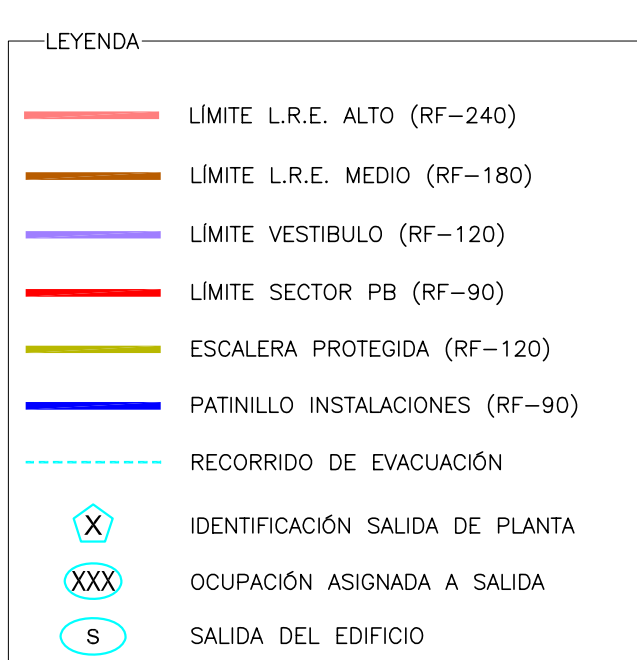 LEYENDA
LÍMITE L.R.E. ALTO (RF-240)
LÍMITE L.R.E. MEDIO (RF-180)
LÍMITE VESTIBULO (RF-120)
LÍMITE SECTOR PB (RF-90)
ESCALERA PROTEGIDA (RF-120)
PATINILLO INSTALACIONES (RF-90)
RECORRIDO DE EVACUACIÓN
X IDENTIFICACIÓN SALIDA DE PLANTA
XXX OCUPACIÓN ASIGNADA A SALIDA
S SALIDA DEL EDIFICIO